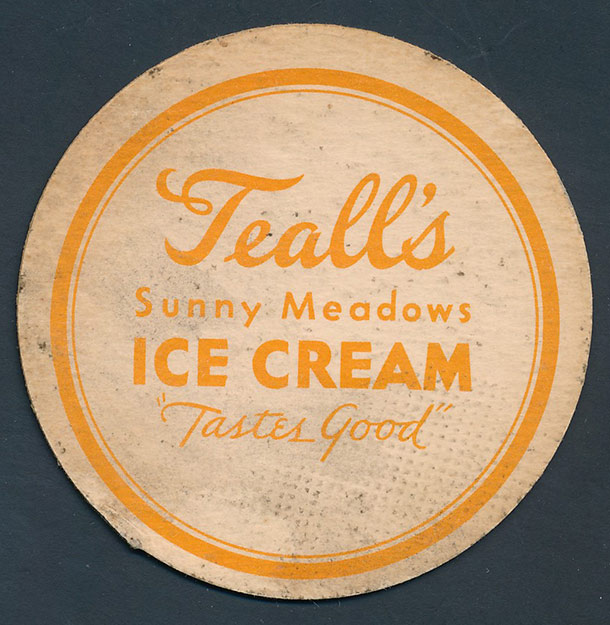 Teall's
Sunny Meadows
ICE CREAM
"Tastes Good"